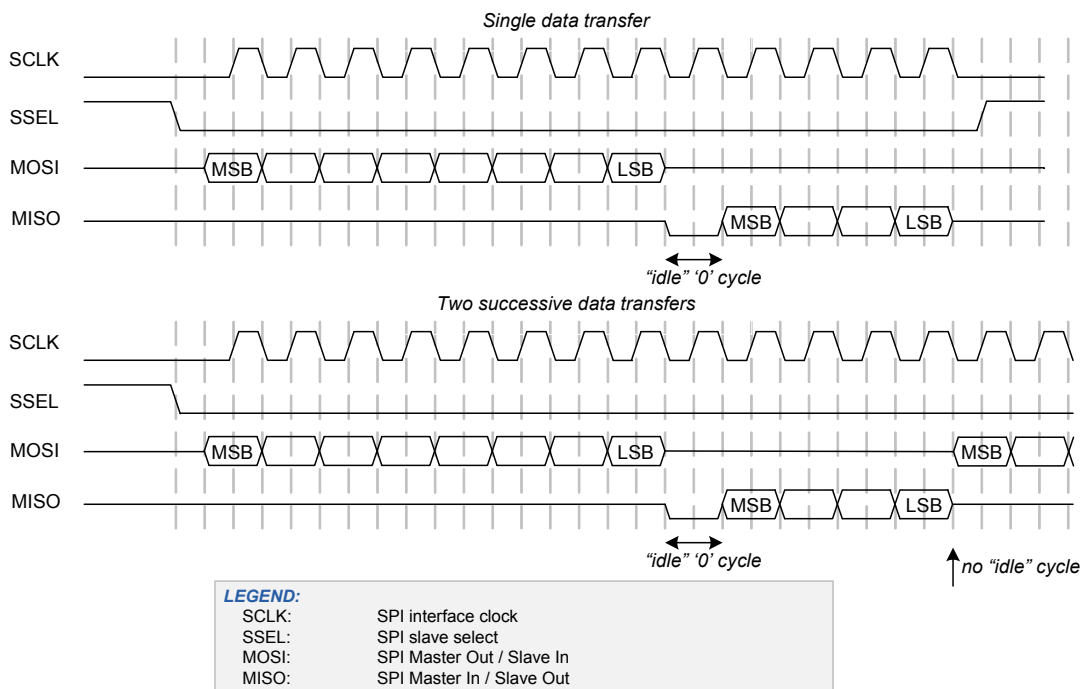 Single data transfer
SCLK
SSEL
MOSI MSB LSB
MISO MSB LSB
“idle” ‘0’ cycle
Two successive data transfers
SCLK
SSEL
MOSI MSB LSB MSB
MISO MSB LSB
“idle” ‘0’ cycle no “idle” cycle
LEGEND:
SCLK: SPI interface clock
SSEL: SPI slave select
MOSI: SPI Master Out / Slave In
MISO: SPI Master In / Slave Out